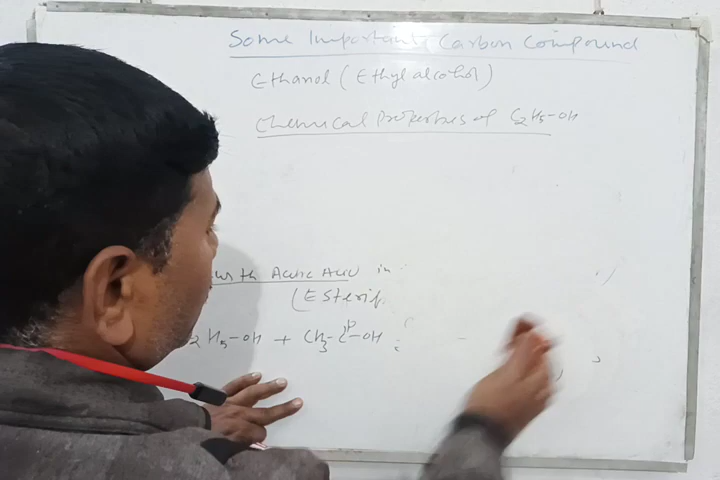 Some Important Carbon Compound
Ethanol (Ethyl alcohol)
Chemical Properties of C2H5-OH
with Acetic Acid in
(Esterif
2H5-OH + CH3-C-OH